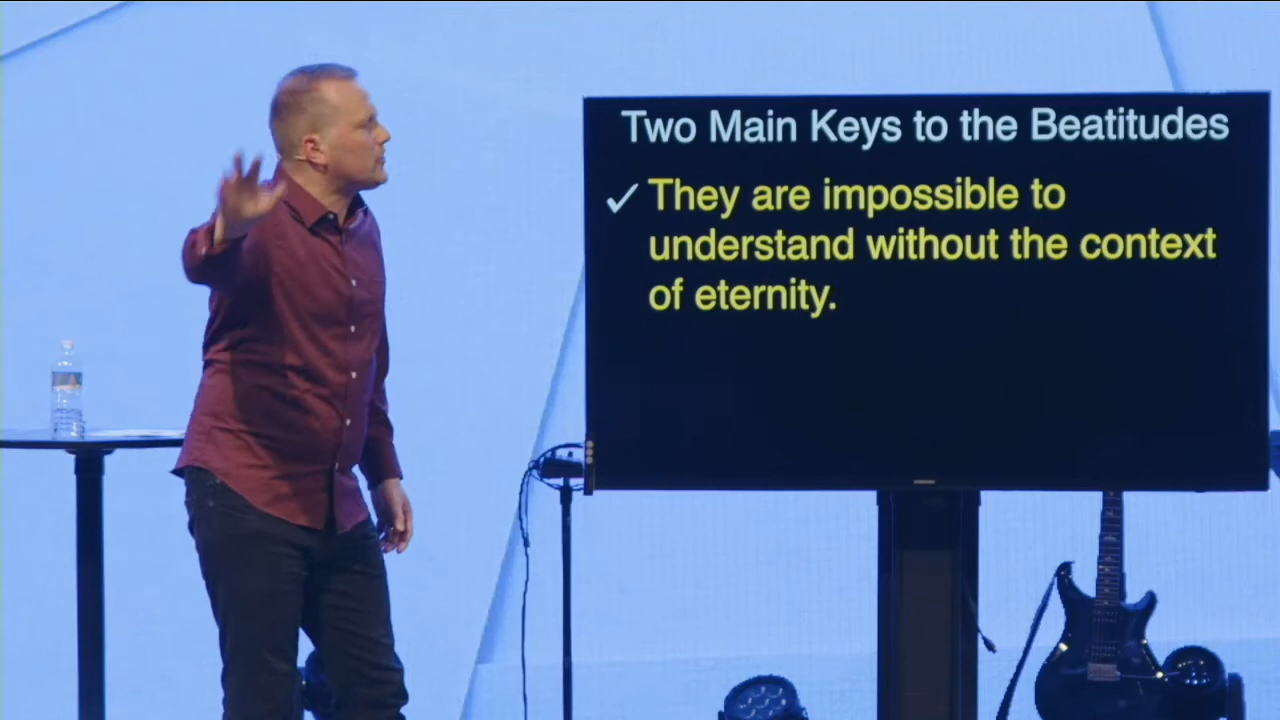 Two Main Keys to the Beatitudes
✓ They are impossible to
understand without the context
of eternity.